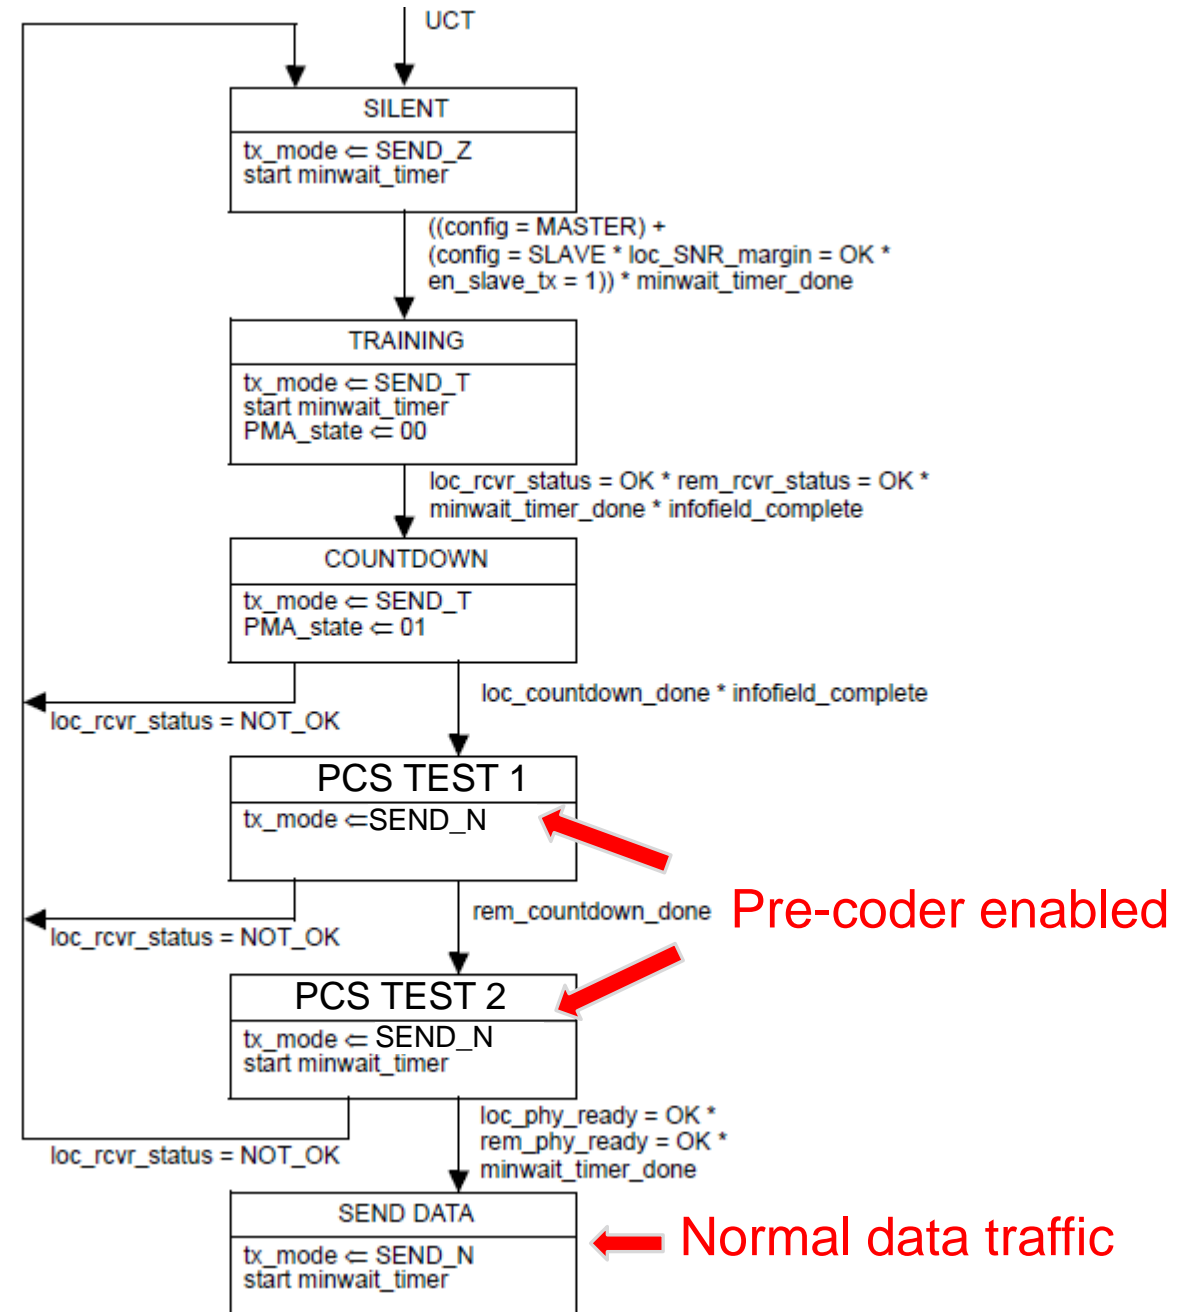 UCT
SILENT
tx_mode ⇐ SEND_Z
start minwait_timer
((config = MASTER) +
(config = SLAVE * loc_SNR_margin = OK *
en_slave_tx = 1)) * minwait_timer_done
TRAINING
tx_mode ⇐ SEND_T
start minwait_timer
PMA_state ⇐ 00
loc_rcvr_status = OK * rem_rcvr_status = OK *
minwait_timer_done * infofield_complete
COUNTDOWN
tx_mode ⇐ SEND_T
PMA_state ⇐ 01
loc_countdown_done * infofield_complete
loc_rcvr_status = NOT_OK
PCS TEST 1
tx_mode ⇐SEND_N
Pre-coder enabled
rem_countdown_done
loc_rcvr_status = NOT_OK
PCS TEST 2
tx_mode ⇐ SEND_N
start minwait_timer
loc_phy_ready = OK *
rem_phy_ready = OK *
minwait_timer_done
loc_rcvr_status = NOT_OK
SEND DATA
tx_mode ⇐ SEND_N
start minwait_timer
Normal data traffic